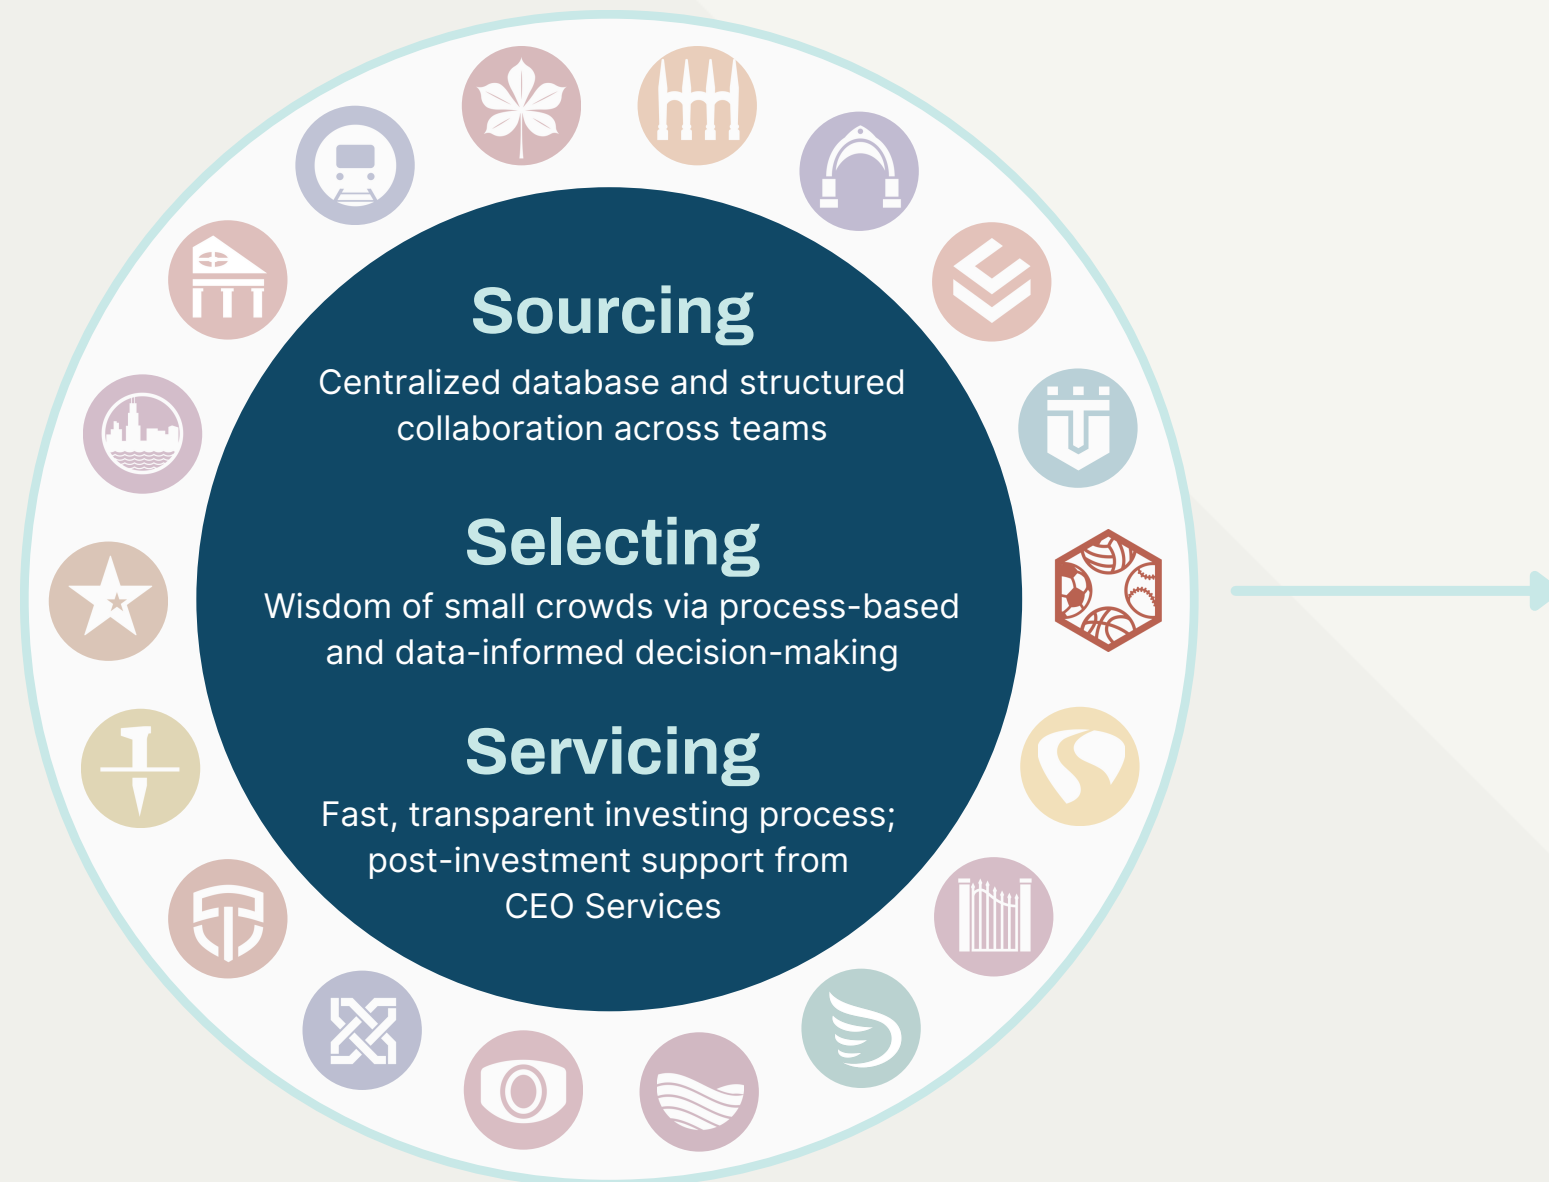 Sourcing
Centralized database and structured
collaboration across teams
Selecting
Wisdom of small crowds via process-based
and data-informed decision-making
Servicing
Fast, transparent investing process;
post-investment support from
CEO Services